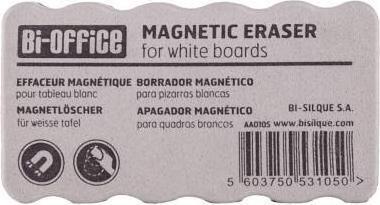 Bi-OFFiCE
MAGNETIC ERASER
for white boards
EFFACEUR MAGNÉTIQUE
pour tableau blanc
BORRADOR MAGNÉTICO
para pizarras blancas
MAGNETLÖSCHER
für weisse tafel
APAGADOR MAGNÉTICO
para quadros brancos
BI-SILQUE S.A.
AA0105
www.bisilque.com
5 603750 531050 >